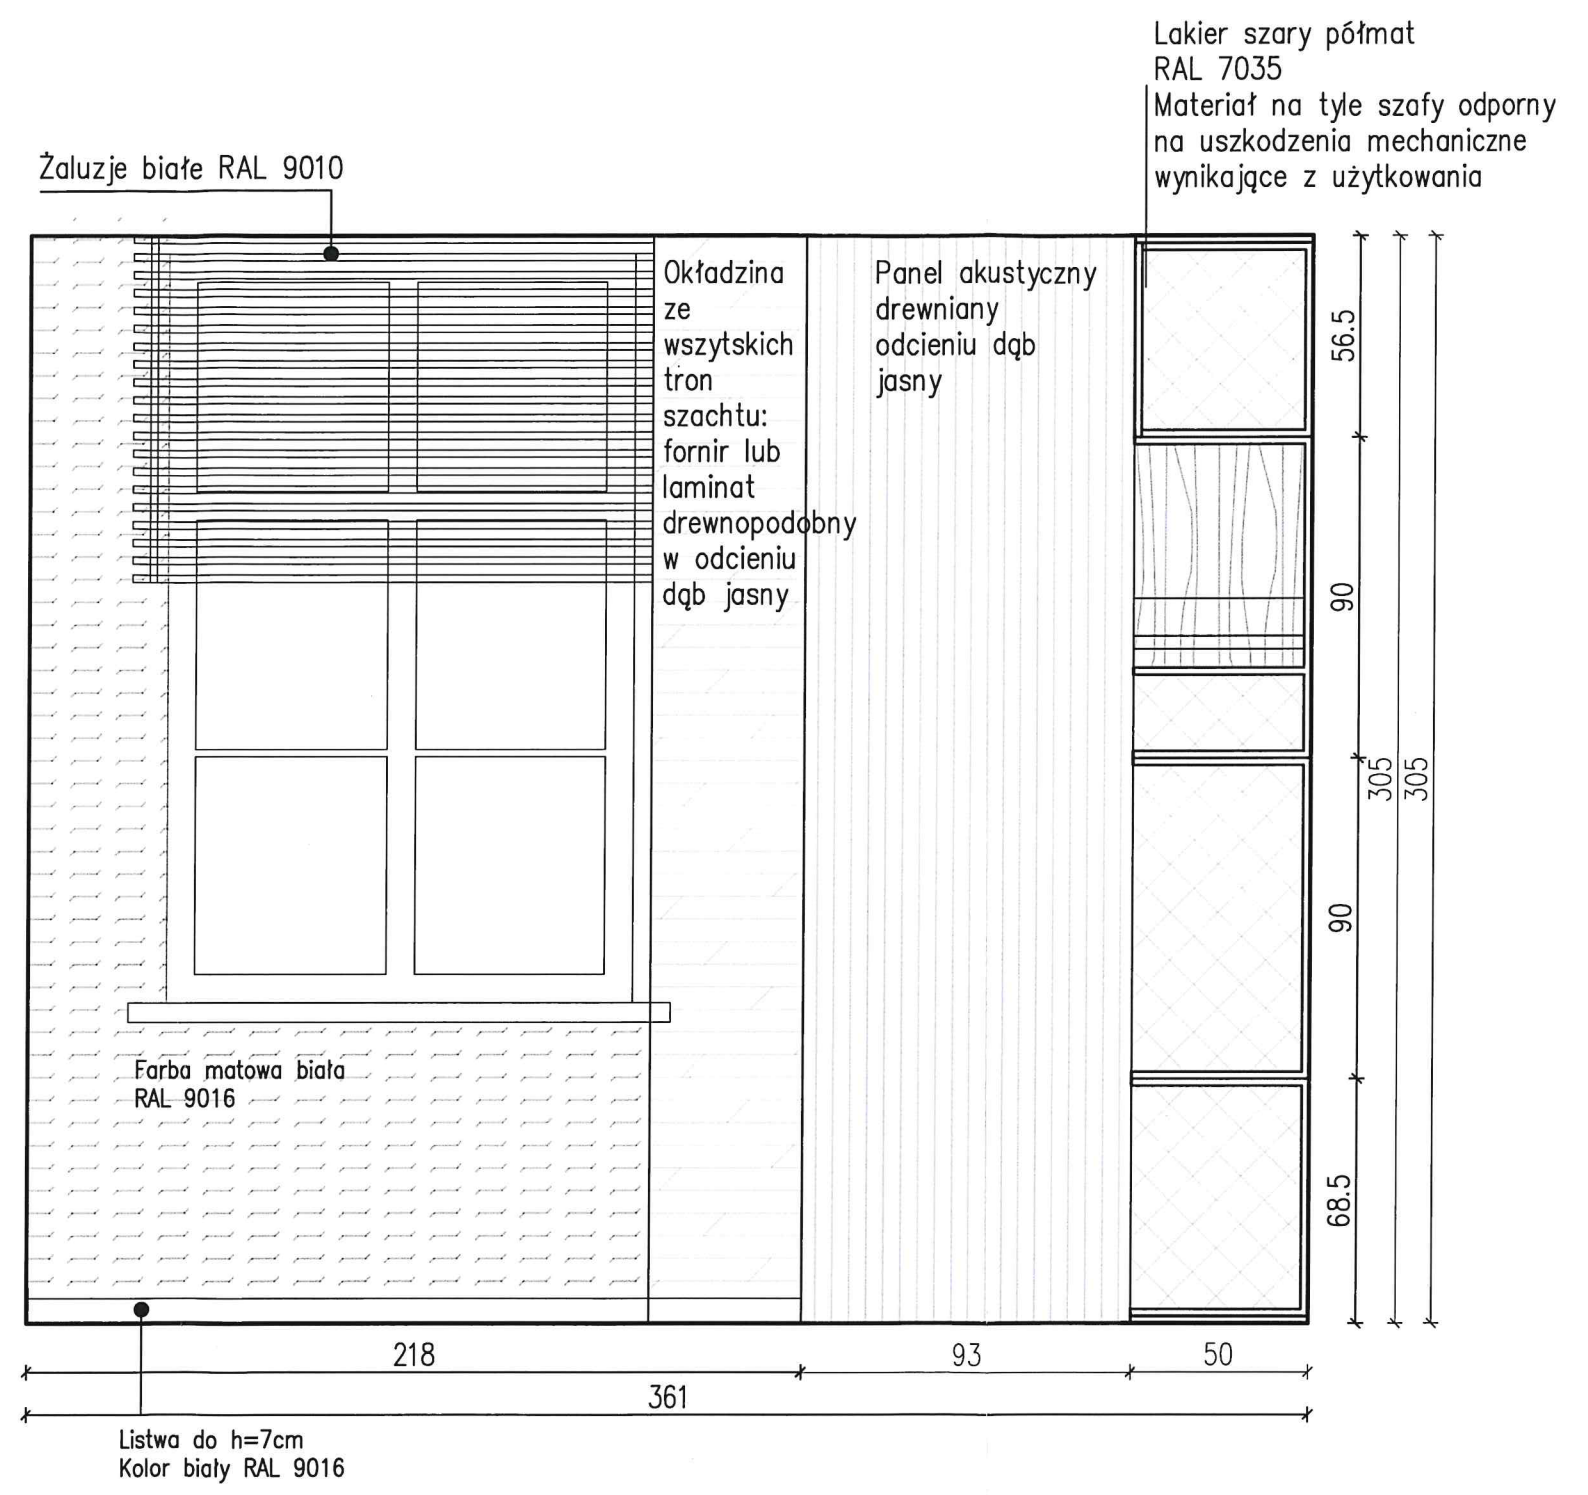 Lakier szary półmat
RAL 7035
Materiał na tyle szafy odporny
na uszkodzenia mechaniczne
wynikające z użytkowania
Żaluzje białe RAL 9010
Okładzina
ze
wszytskich
tron
szachtu:
fornir lub
laminat
drewnopodobny
w odcieniu
dąb jasny
Panel akustyczny
drewniany
odcieniu dąb
jasny
56.5
90
305
305
90
68.5
Farba matowa biała
RAL 9016
218
93
50
361
Listwa do h=7cm
Kolor biały RAL 9016